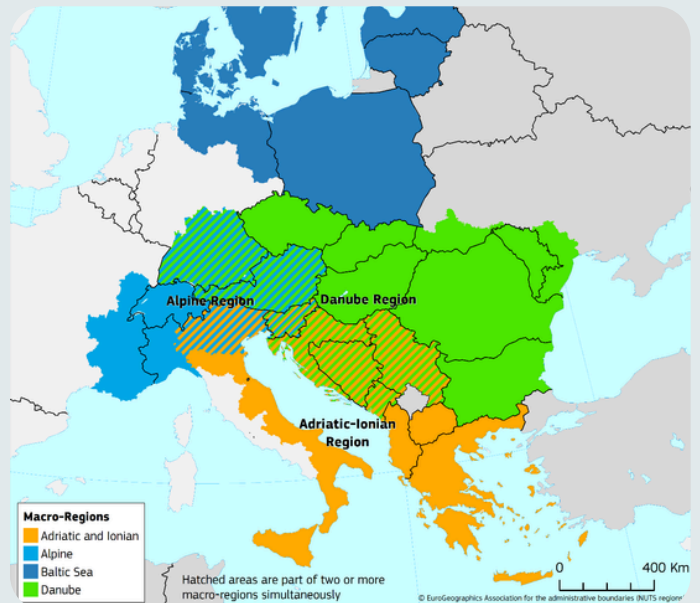 Alpine Region
Danube Region
Adriatic-Ionian
Region
Macro-Regions
Adriatic and Ionian
Alpine
Baltic Sea
Danube
Hatched areas are part of two or more
macro-regions simultaneously
0
400 Km
© EuroGeographics Association for the administrative boundaries (NUTS region